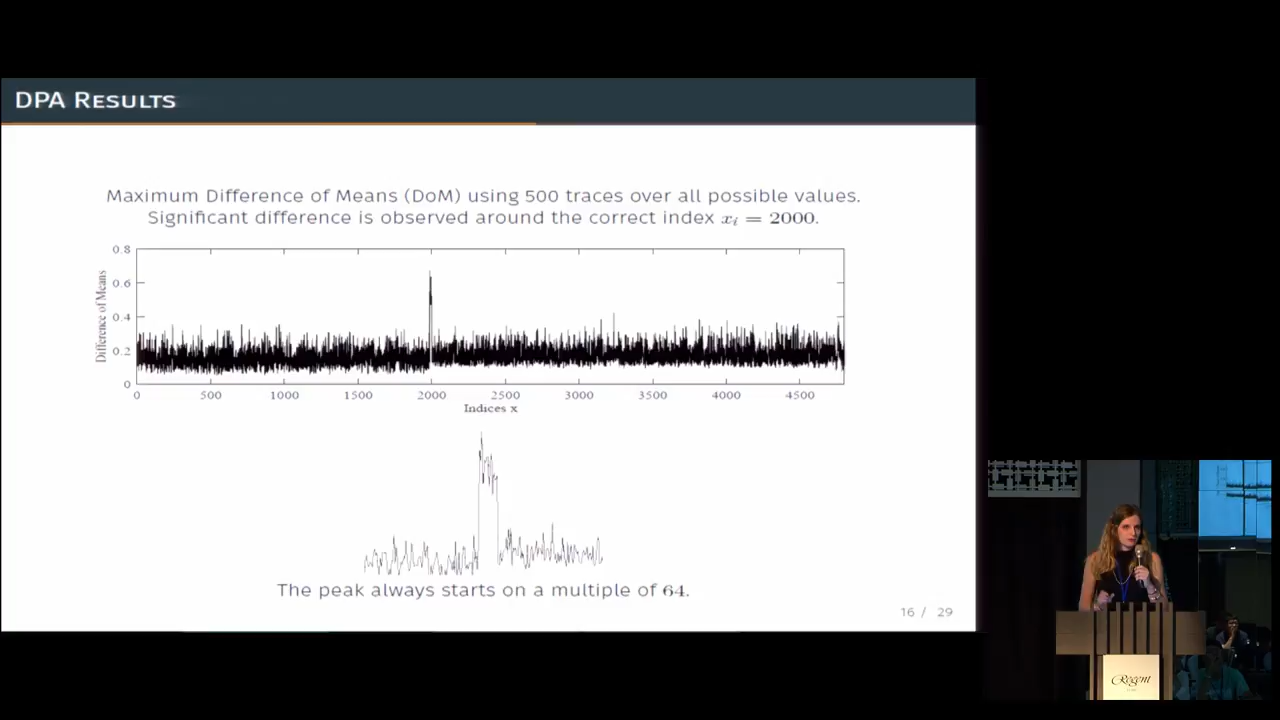 DPA Results
Maximum Difference of Means (DoM) using 500 traces over all possible values.
Significant difference is observed around the correct index xᵢ = 2000.
0.8
0.6
0.4
0.2
0
Difference of Means
0 500 1000 1500 2000 2500 3000 3500 4000 4500
Indices x
The peak always starts on a multiple of 64.
16 / 29
Regent